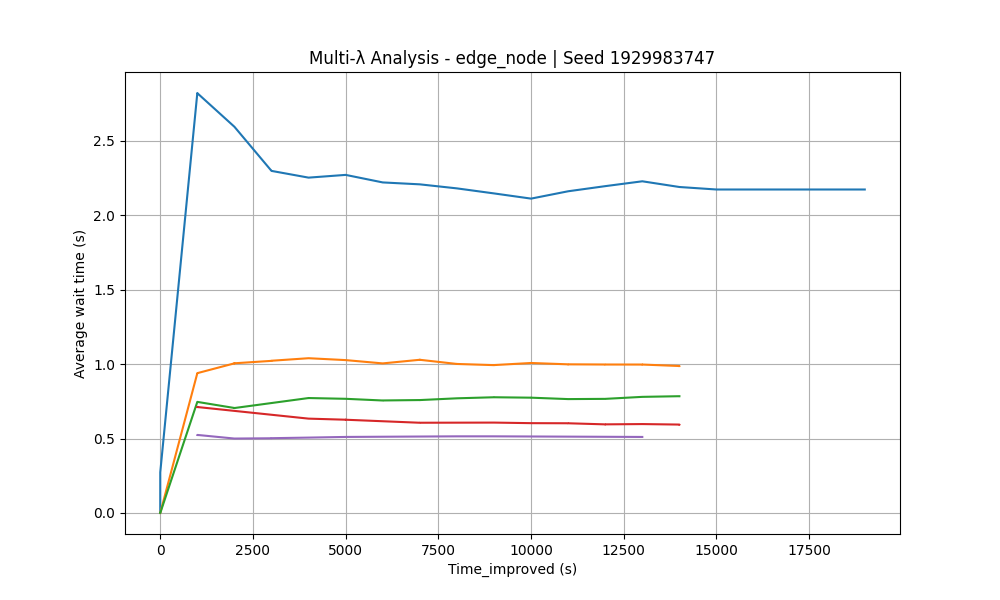 Multi-λ Analysis - edge_node | Seed 1929983747
Average wait time (s)
2.5
2.0
1.5
1.0
0.5
0.0
0 2500 5000 7500 10000 12500 15000 17500
Time_improved (s)